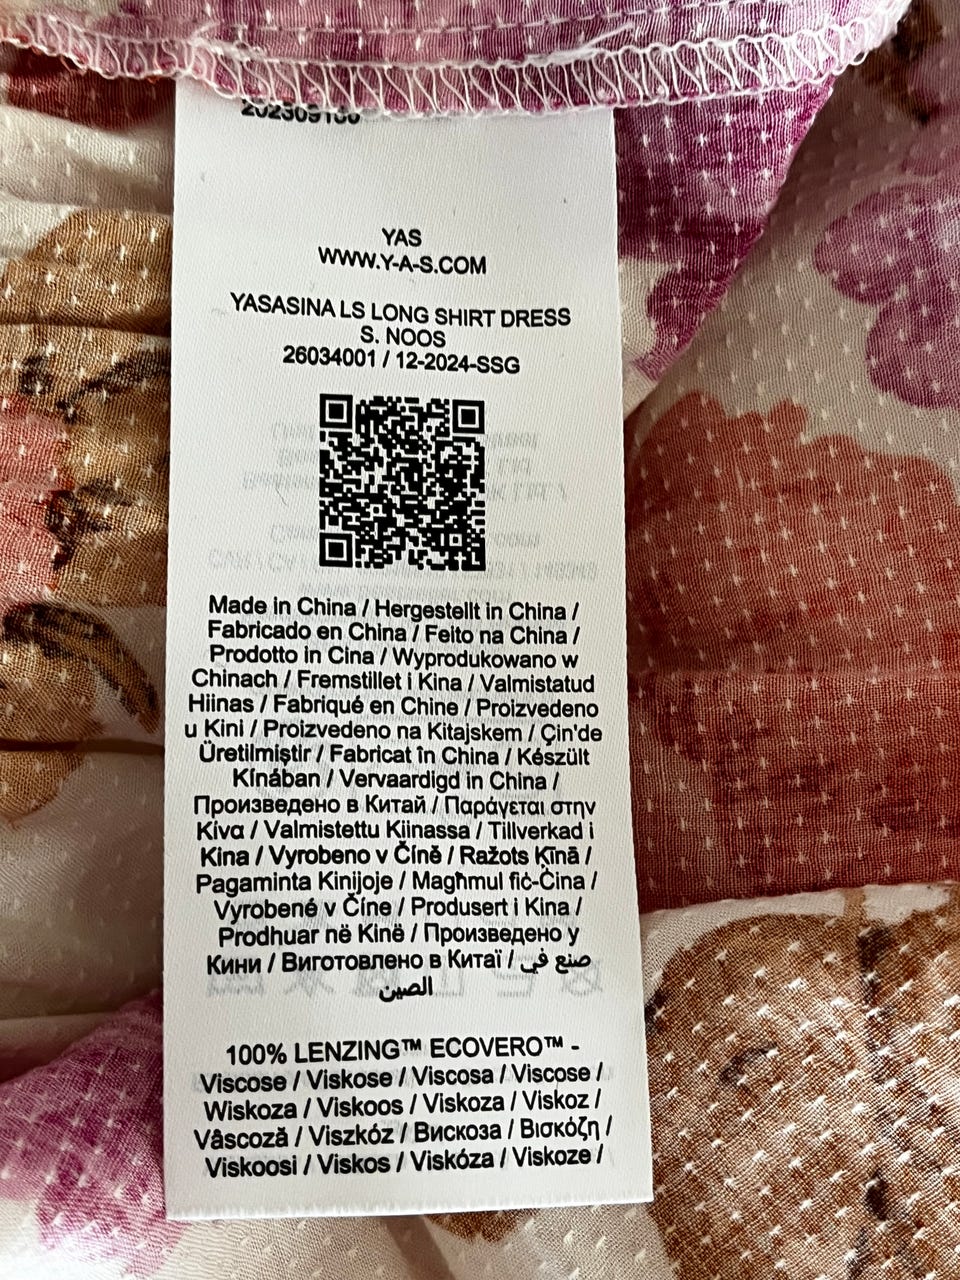 YAS
WWW.Y-A-S.COM
YASASINA LS LONG SHIRT DRESS
S. NOOS
26034001 / 12-2024-SSG
Made in China / Hergestellt in China /
Fabricado en China / Feito na China /
Prodotto in Cina / Wyprodukowano w
Chinach / Fremstillet i Kina / Valmistatud
Hiinas / Fabriqué en Chine / Proizvedeno
u Kini / Proizvedeno na Kitajskem / Çin'de
Üretilmiştir / Fabricat în China / Készült
Kínában / Vervaardigd in China /
Произведено в Китай / Παράγεται στην
Κίνα / Valmistettu Kiinassa / Tillverkad i
Kina / Vyrobeno v Číně / Ražots Ķīnā /
Pagaminta Kinijoje / Magħmul fiċ-Ċina /
Vyrobené v Číne / Produsert i Kina /
Prodhuar në Kinë / Произведено у
Кини / Виготовлено в Китаї / صنع في
الصين
100% LENZING™ ECOVERO™ -
Viscose / Viskose / Viscosa / Viscose /
Wiskoza / Viskoos / Viskoza / Viskoz /
Vâscoză / Viszkóz / Вискоза / Βισκόζη /
Viskoosi / Viskos / Viskóza / Viskoze /